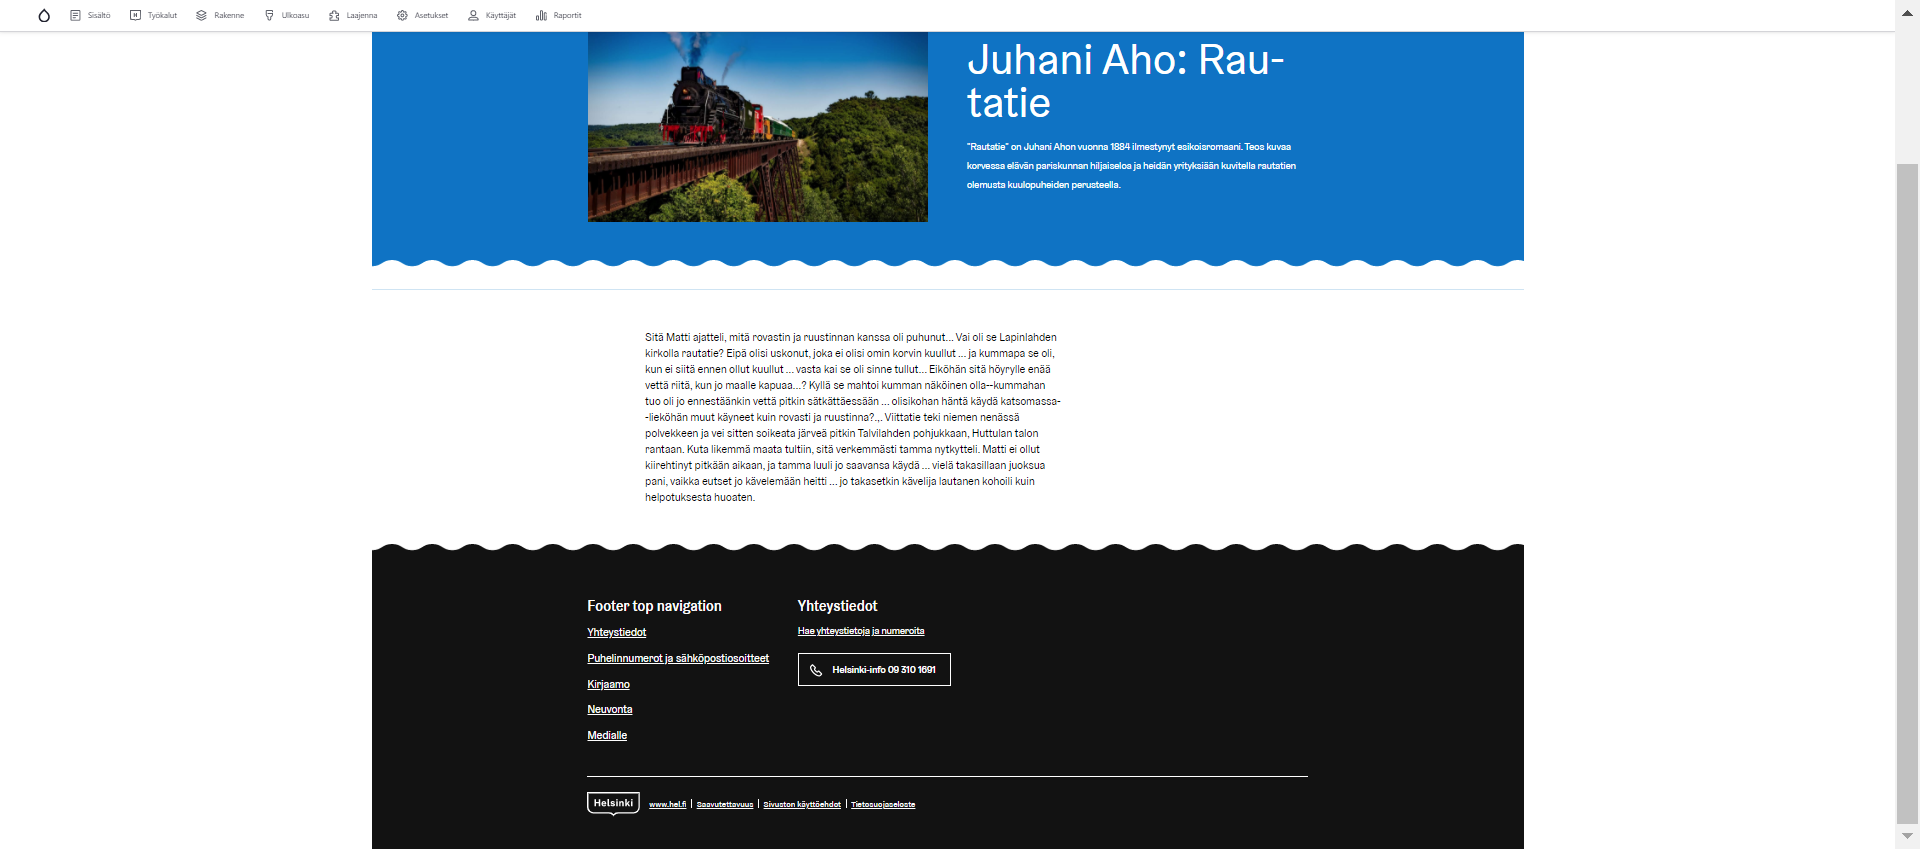 Sisältö Työkalut Rakenne Ulkoasu Laajenna Asetukset Käyttäjät Raportit
Juhani Aho: Rau-
tatie
"Rautatie" on Juhani Ahon vuonna 1884 ilmestynyt esikoisromaani. Teos kuvaa
korvessa elävän pariskunnan hiljaiseloa ja heidän yrityksiään kuvitella rautatien
olemusta kuulopuheiden perusteella.
Sitä Matti ajatteli, mitä rovastin ja ruustinnan kanssa oli puhunut... Vai oli se Lapinlahden
kirkolla rautatie? Eipä olisi uskonut, joka ei olisi omin korvin kuullut ... ja kummapa se oli,
kun ei siitä ennen ollut kuullut ... vasta kai se oli sinne tullut... Eiköhän sitä höyrylle enää
vettä riitä, kun jo maalle kapuaa...? Kyllä se mahtoi kumman näköinen olla--kummahan
tuo oli jo ennestäänkin vettä pitkin sätkättäessään ... olisikohan häntä käydä katsomassa-
-lieköhän muut käyneet kuin rovasti ja ruustinna?.,. Viittatie teki niemen nenässä
polvekkeen ja vei sitten soikeata järveä pitkin Talvilahden pohjukkaan, Huttulan talon
rantaan. Kuta likemmä maata tultiin, sitä verkemmästi tamma nytkytteli. Matti ei ollut
kiirehtinyt pitkään aikaan, ja tamma luuli jo saavansa käydä ... vielä takasillaan juoksua
pani, vaikka eutset jo kävelemään heitti ... jo takasetkin kävelija lautanen kohoili kuin
helpotuksesta huoaten.
Footer top navigation
Yhteystiedot
Puhelinnumerot ja sähköpostiosoitteet
Kirjaamo
Neuvonta
Medialle
Yhteystiedot
Hae yhteystietoja ja numeroita
Helsinki-info 09 310 1691
Helsinki www.hel.fi Saavutettavuus Sivuston käyttöehdot Tietosuojaseloste